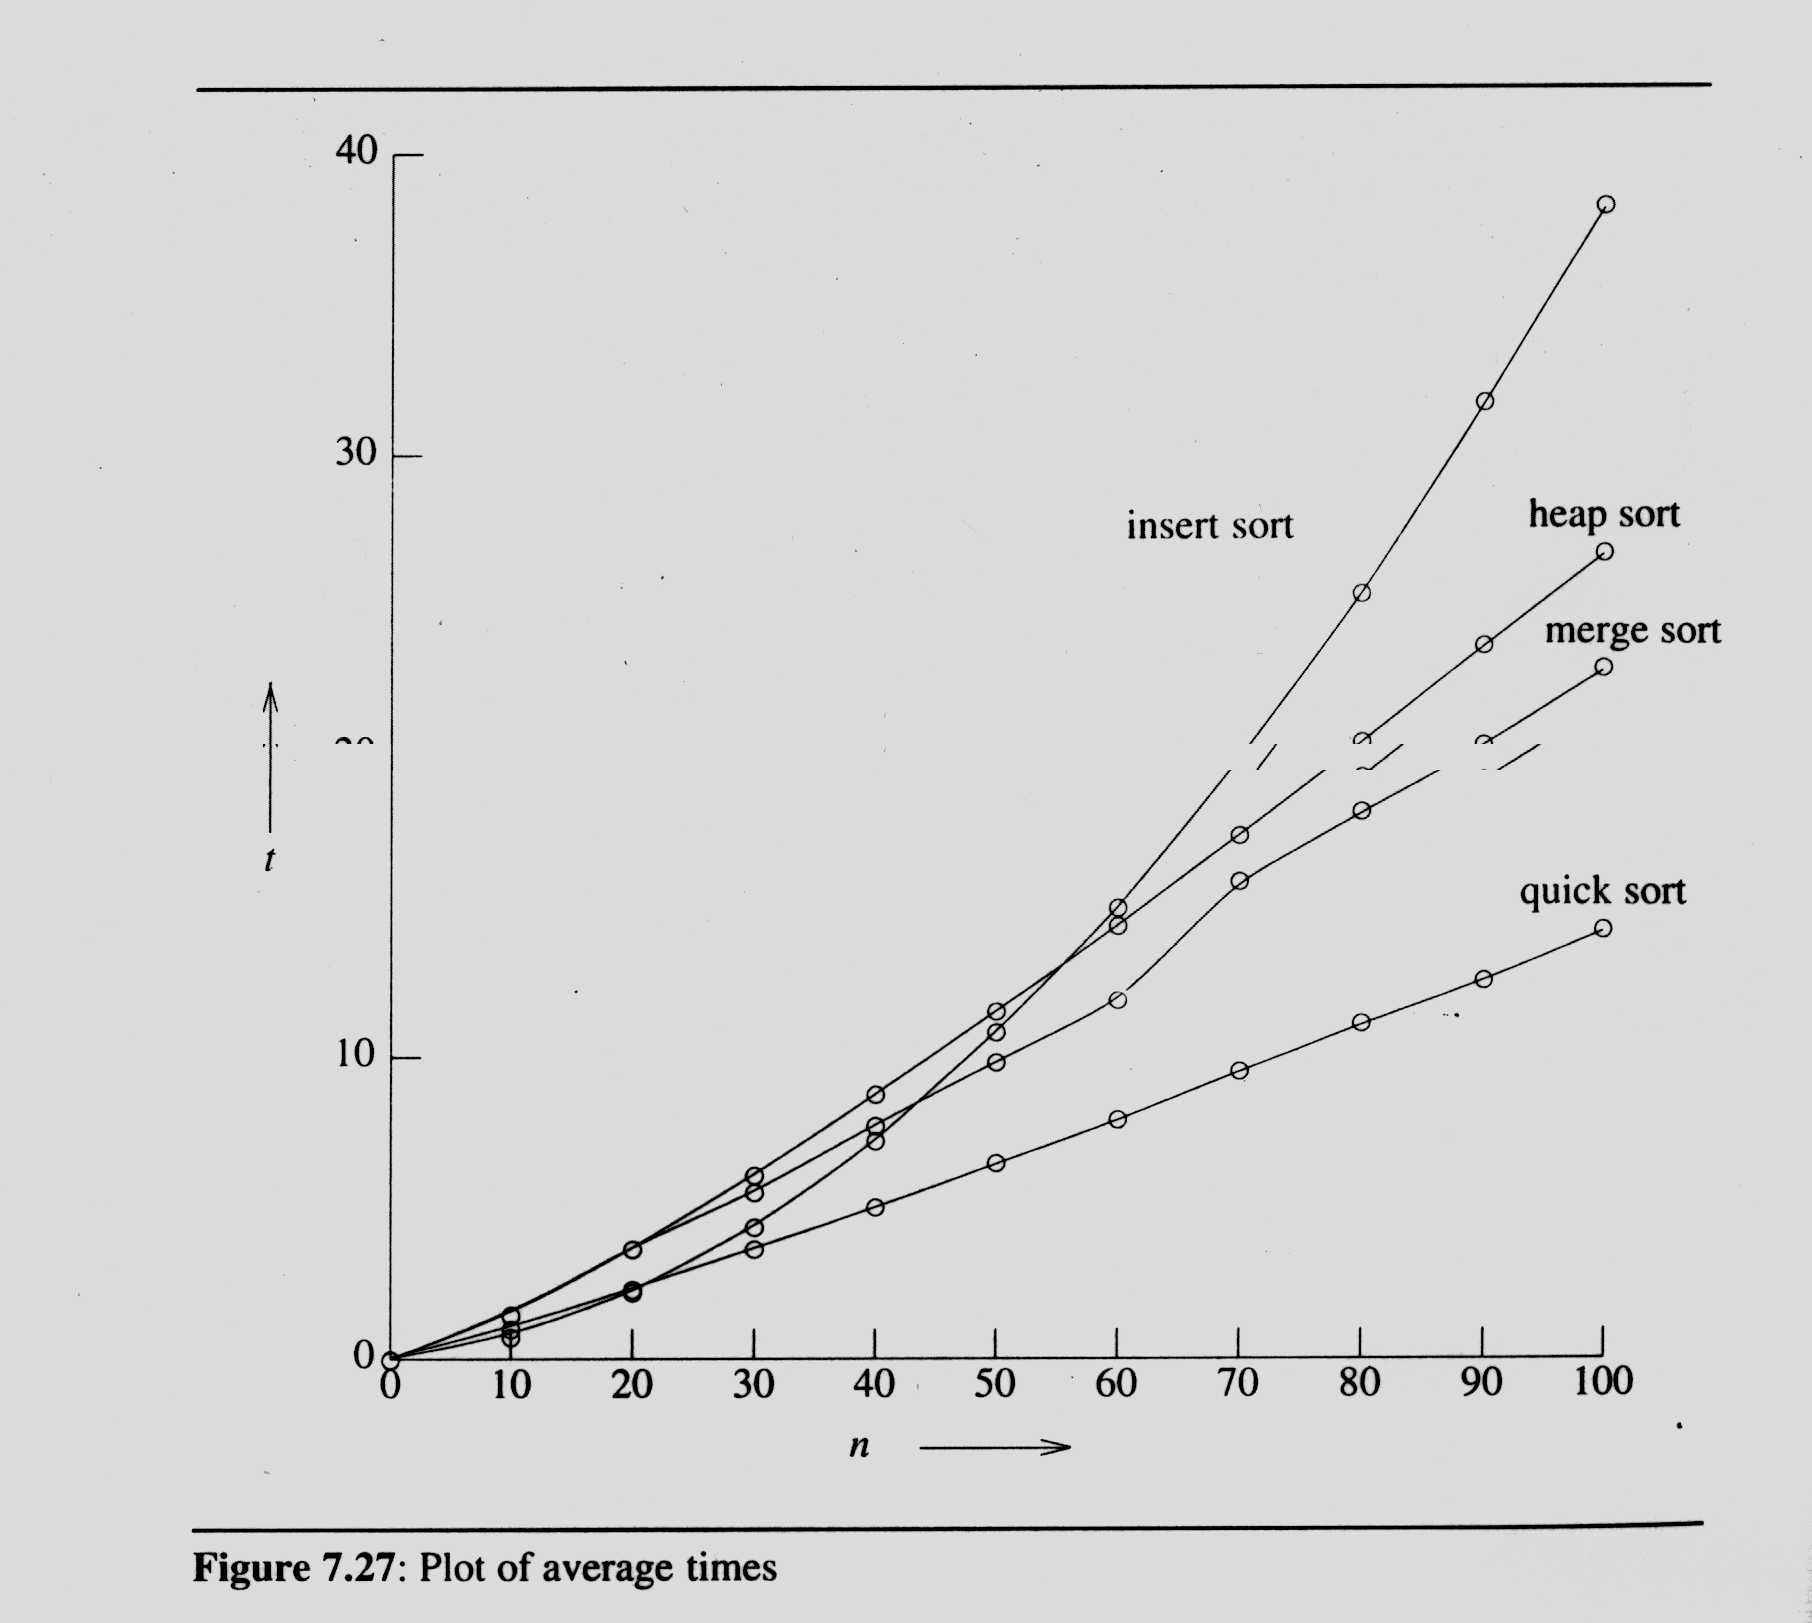 40
30
insert sort
heap sort
merge sort
t
quick sort
10
0
0 10 20 30 40 50 60 70 80 90 100
n
Figure 7.27: Plot of average times